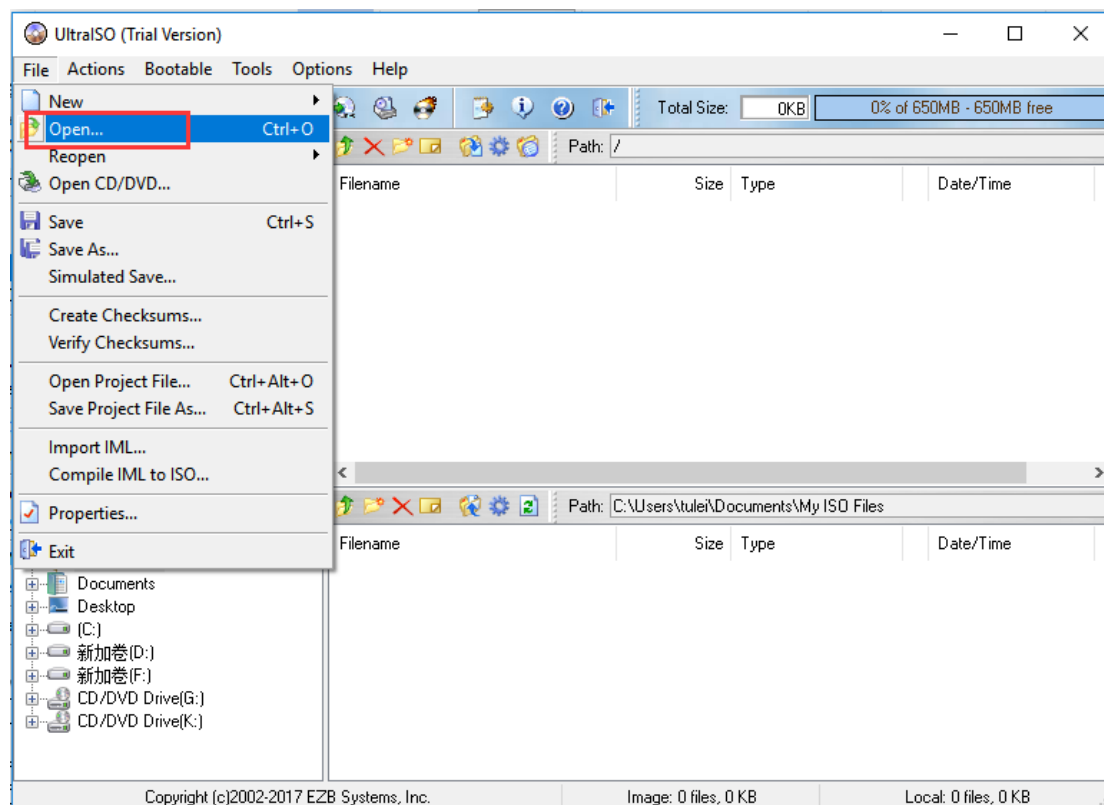 UltraISO (Trial Version)
File Actions Bootable Tools Options Help
New
Open... Ctrl+O
Reopen
Open CD/DVD...
Save Ctrl+S
Save As...
Simulated Save...
Create Checksums...
Verify Checksums...
Open Project File... Ctrl+Alt+O
Save Project File As... Ctrl+Alt+S
Import IML...
Compile IML to ISO...
Properties...
Exit
Total Size: 0KB 0% of 650MB - 650MB free
Path: /
Filename Size Type Date/Time
Path: C:\Users\tulei\Documents\My ISO Files
Filename Size Type Date/Time
Documents
Desktop
(C:)
新加卷(D:)
新加卷(F:)
CD/DVD Drive(G:)
CD/DVD Drive(K:)
Copyright (c)2002-2017 EZB Systems, Inc. Image: 0 files, 0 KB Local: 0 files, 0 KB